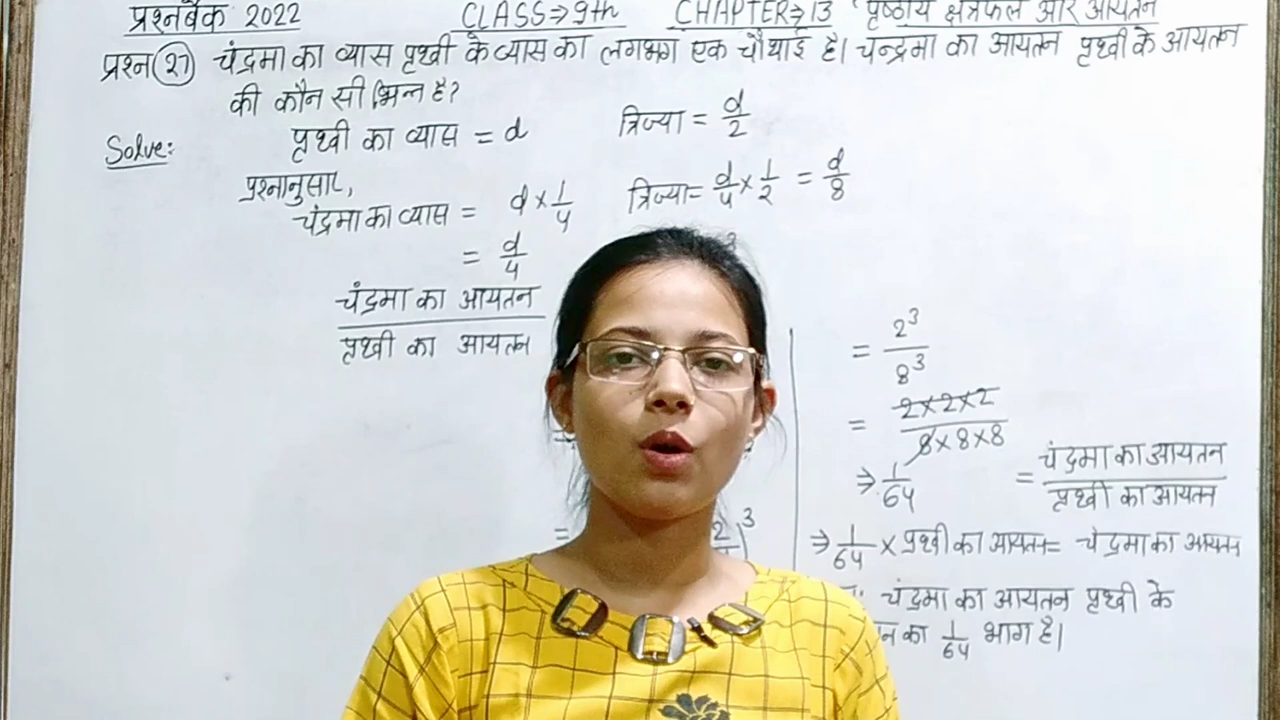 प्रश्नबैंक 2022 CLASS⇒9th CHAPTER⇒13 पृष्ठीय क्षेत्रफल और आयतन
प्रश्न(27) चंद्रमा का व्यास पृथ्वी के व्यास का लगभग एक चौथाई है। चन्द्रमा का आयतन पृथ्वी के आयतन
की कौन सी भिन्न है?
Solve:
पृथ्वी का व्यास = d त्रिज्या = d/2
प्रश्नानुसार,
चंद्रमा का व्यास = d×1/4 त्रिज्या= d/4×1/2 = d/8
= d/4
चंद्रमा का आयतन
पृथ्वी का आयतन
=
2)³
= 2³/8³
= 2×2×2/8×8×8
⇒ 1/64 = चंद्रमा का आयतन/पृथ्वी का आयतन
⇒ 1/64 × पृथ्वी का आयतन= चंद्रमा का आयतन
चंद्रमा का आयतन पृथ्वी के
का 1/64 भाग है।